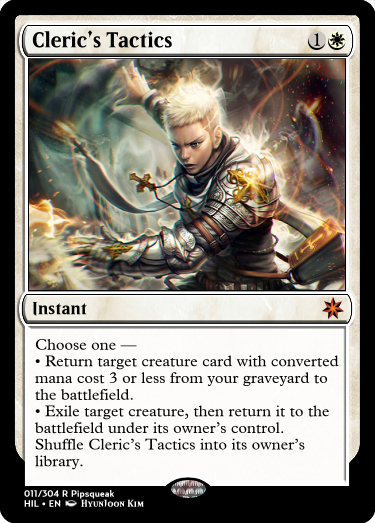 Cleric's Tactics 1
Instant
Choose one —
• Return target creature card with converted
mana cost 3 or less from your graveyard to
the battlefield.
• Exile target creature, then return it to the
battlefield under its owner's control.
Shuffle Cleric's Tactics into its owner's
library.
011/304 R Pipsqueak
HIL • EN HyunJoon Kim